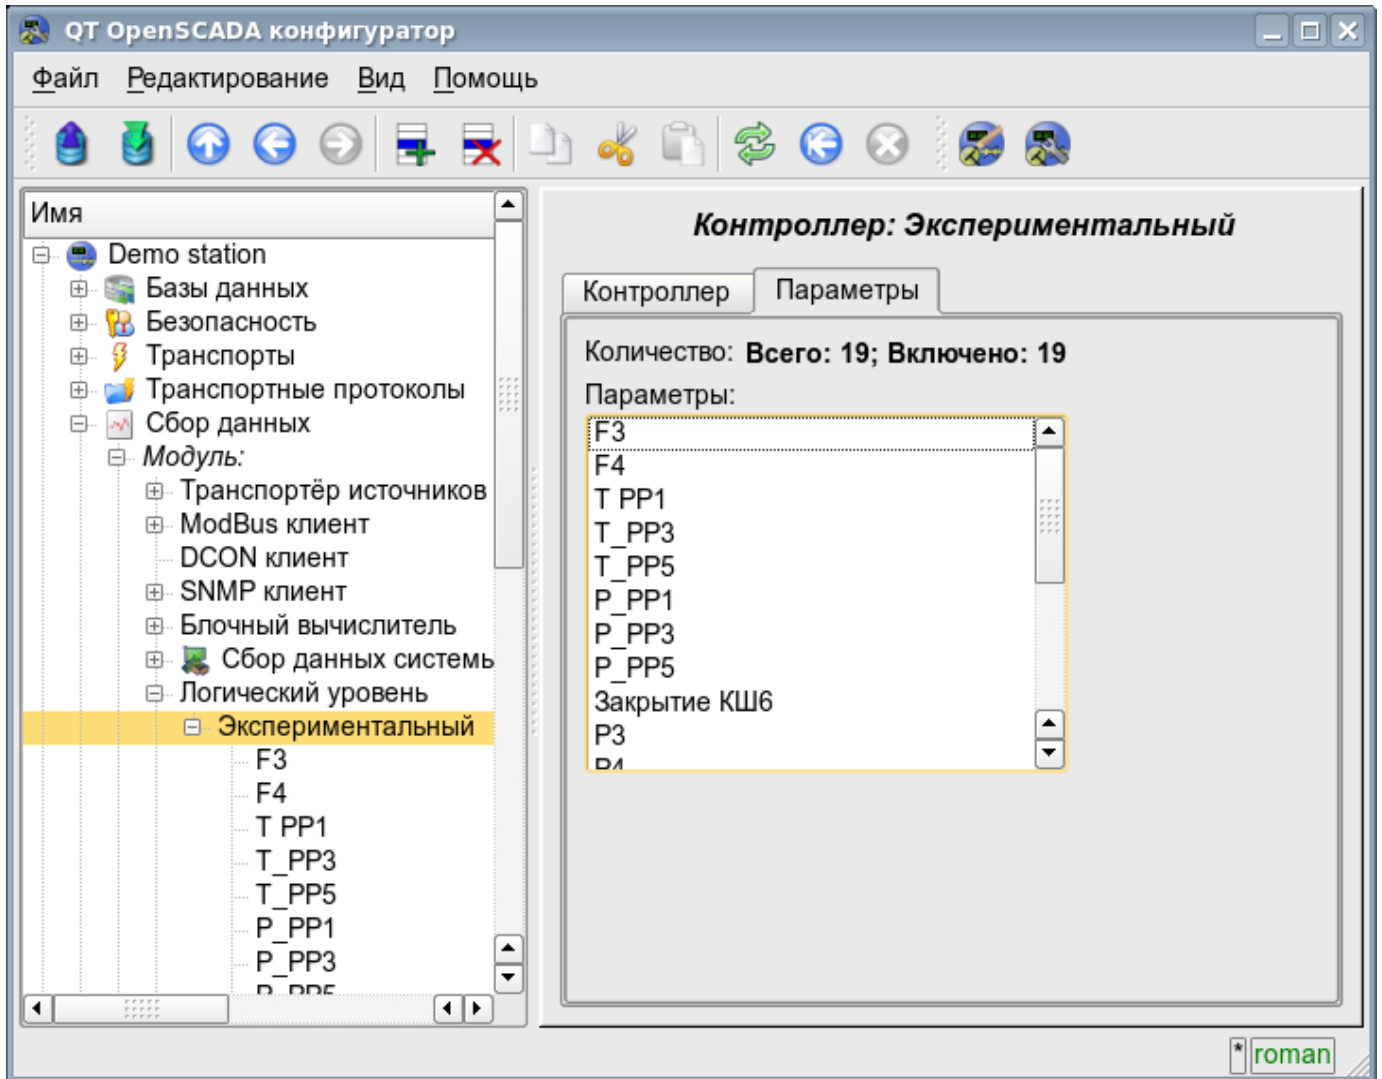 QT OpenSCADA конфигуратор
Файл Редактирование Вид Помощь
Имя
Demo station
Базы данных
Безопасность
Транспорты
Транспортные протоколы
Сбор данных
Модуль:
Транспортёр источников
ModBus клиент
DCON клиент
SNMP клиент
Блочный вычислитель
Сбор данных системь
Логический уровень
Экспериментальный
F3
F4
T PP1
T_PP3
T_PP5
P_PP1
P_PP3
P_PP5
Контроллер: Экспериментальный
Контроллер Параметры
Количество: Всего: 19; Включено: 19
Параметры:
F3
F4
T PP1
T_PP3
T_PP5
P_PP1
P_PP3
P_PP5
Закрытие КШ6
P3
P4
* roman